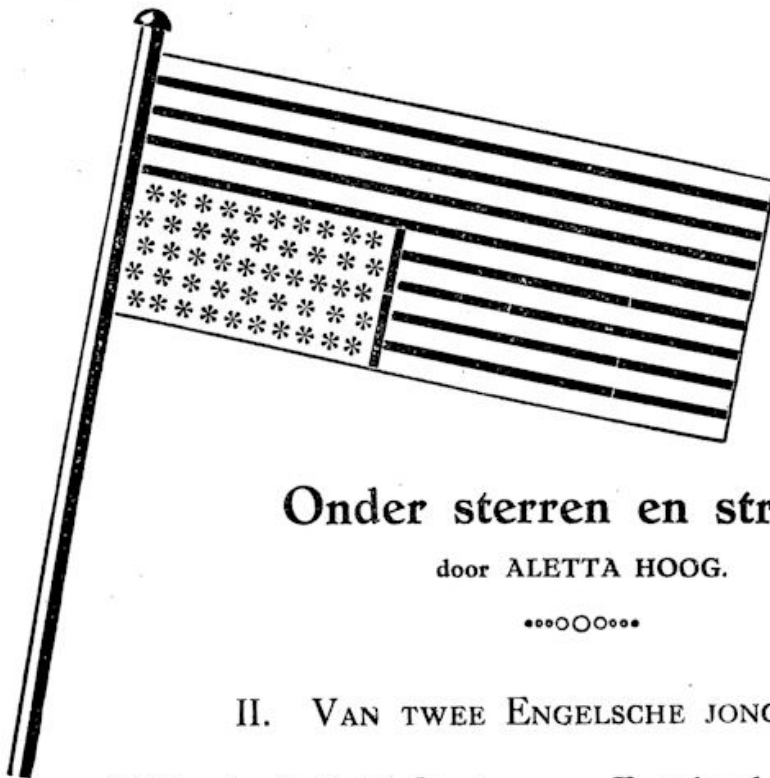 Onder sterren en str
door ALETTA HOOG.
II. VAN TWEE ENGELSCHE JONG